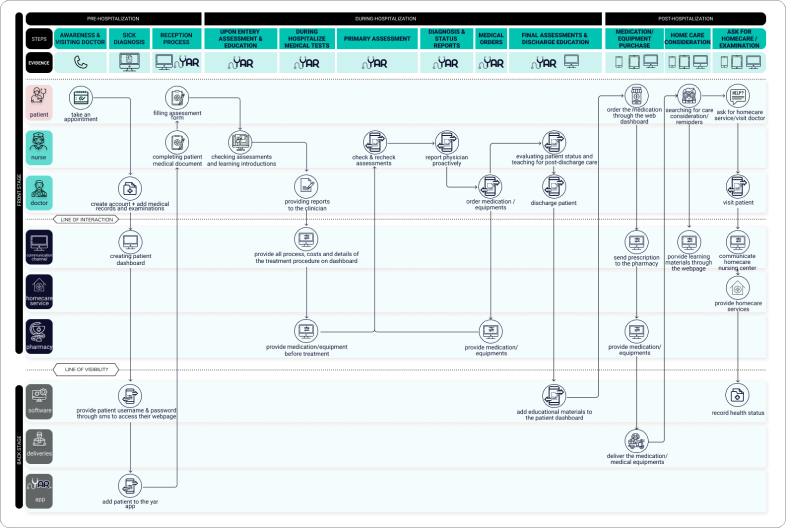 PRE-HOSPITALIZATION
DURING-HOSPITALIZATION
POST-HOSPITALIZATION
STEPS
AWARENESS &
VISITING DOCTOR
SICK
DIAGNOSIS
RECEPTION
PROCESS
UPON ENTERY
ASSESSMENT &
EDUCATION
DURING
HOSPITALIZE
MEDICAL TESTS
PRIMARY ASSESSMENT
DIAGNOSIS &
STATUS
REPORTS
MEDICAL
ORDERS
FINAL ASSESSMENTS &
DISCHARGE EDUCATION
MEDICATION/
EQUIPMENT
PURCHASE
HOME CARE
CONSIDERATION
ASK FOR
HOMECARE /
EXAMINATION
EVIDENCE
YAR
YAR
YAR
YAR
YAR
YAR
YAR
FRONT STAGE
patient
take an
appointment
filling assessment
form
order the medication
through the web
dashboard
searching for care
consideration/
reminders
HELP?
ask for homecare
service/visit doctor
nurse
completing patient
medical document
checking assessments
and learning introductions
check & recheck
assessments
report physician
proactively
evaluating patient status and
teaching for post-discharge care
doctor
create account + add medical
records and examinations
providing reports
to the clinician
order medication /
equipments
discharge patient
visit patient
LINE OF INTERACTION
communication
channel
creating patient
dashboard
provide all process, costs and details of
the treatment procedure on dashboard
send prescription
to the pharmacy
porvide learning
materials through
the webpage
communicate
homecare
nursing center
homecare
service
provide homecare
services
pharmacy
provide medication/equipment
before treatment
provide medication/
equipments
provide medication/
equipments
LINE OF VISIBILITY
BACK STAGE
software
provide patient username & password
through sms to access their webpage
add educational materials to
the patient dashboard
record health status
deliveries
deliver the medication/
medical equipments
YAR
app
add patient to the yar
app